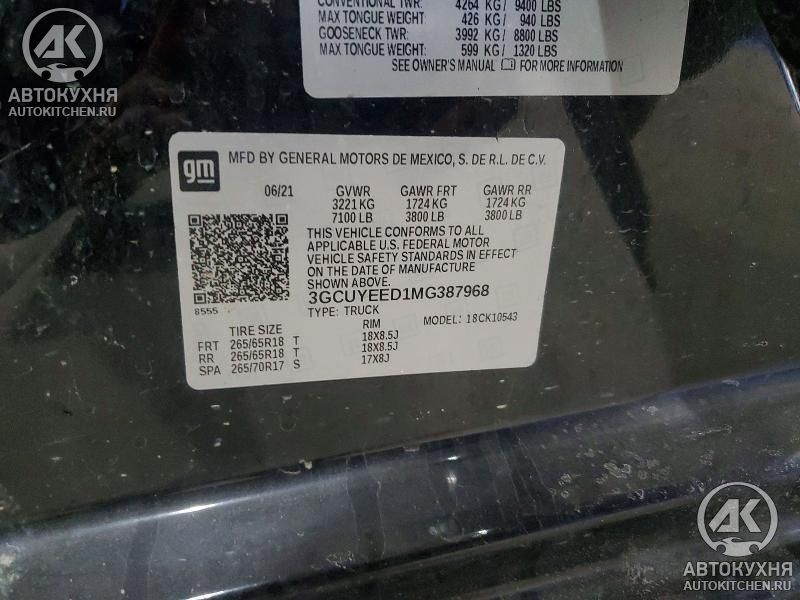 CONVENTIONAL TWR: 4264 KG/ 9400 LBS
MAX TONGUE WEIGHT: 426 KG/ 940 LBS
GOOSENECK TWR: 3992 KG/ 8800 LBS
MAX TONGUE WEIGHT: 599 KG/ 1320 LBS
SEE OWNER'S MANUAL FOR MORE INFORMATION
AK
АВТОКУХНЯ
AUTOKITCHEN.RU
gm
MFD BY GENERAL MOTORS DE MEXICO, S. DE R.L. DE C.V.
06/21 GVWR GAWR FRT GAWR RR
3221 KG 1724 KG 1724 KG
7100 LB 3800 LB 3800 LB
THIS VEHICLE CONFORMS TO ALL
APPLICABLE U.S. FEDERAL MOTOR
VEHICLE SAFETY STANDARDS IN EFFECT
ON THE DATE OF MANUFACTURE
SHOWN ABOVE.
3GCUYEED1MG387968
TYPE: TRUCK MODEL: 18CK10543
8555
TIRE SIZE RIM
FRT 265/65R18 T 18X8.5J
RR 265/65R18 T 18X8.5J
SPA 265/70R17 S 17X8J
AK
АВТОКУХНЯ
AUTOKITCHEN.RU